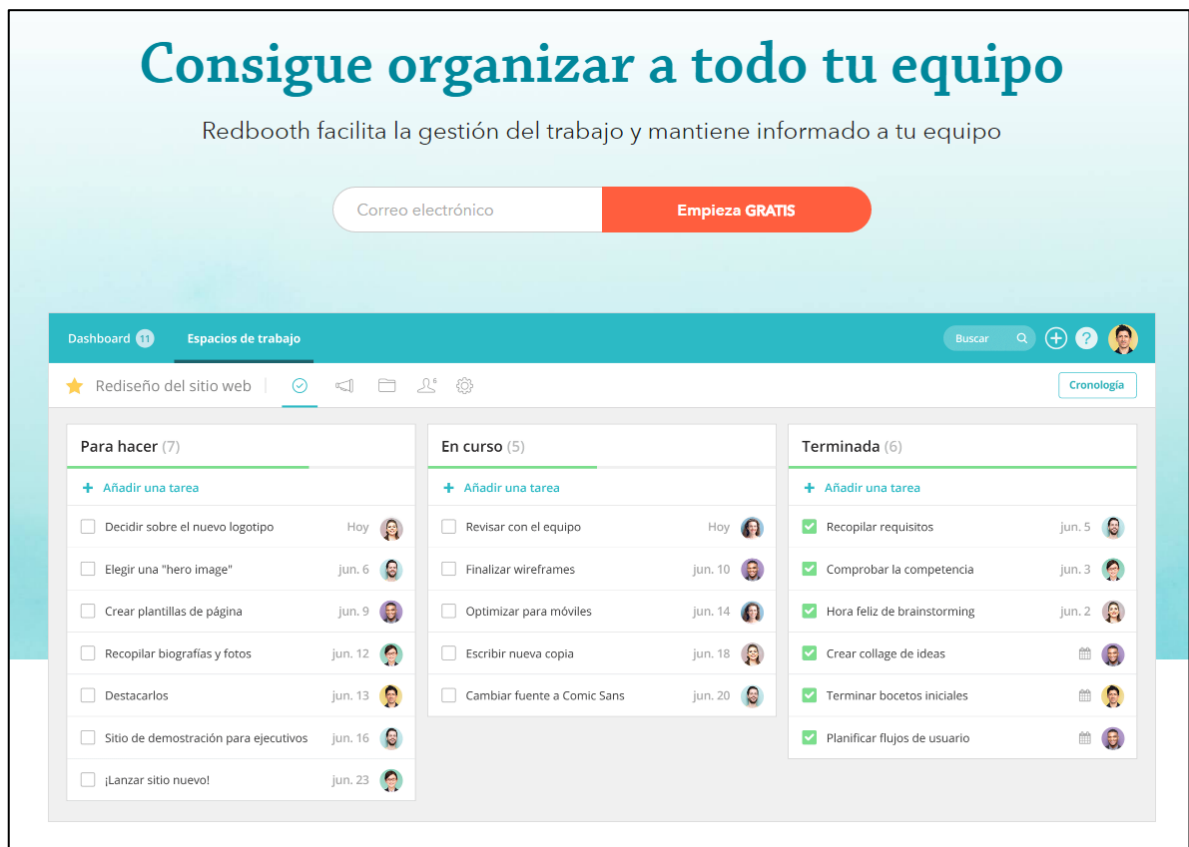 Consigue organizar a todo tu equipo
Redbooth facilita la gestión del trabajo y mantiene informado a tu equipo
Correo electrónico
Empieza GRATIS
Dashboard 11
Espacios de trabajo
Buscar
?
Rediseño del sitio web
6
Cronología
Para hacer (7)
+ Añadir una tarea
Decidir sobre el nuevo logotipo Hoy
Elegir una "hero image" jun. 6
Crear plantillas de página jun. 9
Recopilar biografías y fotos jun. 12
Destacarlos jun. 13
Sitio de demostración para ejecutivos jun. 16
¡Lanzar sitio nuevo! jun. 23
En curso (5)
+ Añadir una tarea
Revisar con el equipo Hoy
Finalizar wireframes jun. 10
Optimizar para móviles jun. 14
Escribir nueva copia jun. 18
Cambiar fuente a Comic Sans jun. 20
Terminada (6)
+ Añadir una tarea
Recopilar requisitos jun. 5
Comprobar la competencia jun. 3
Hora feliz de brainstorming jun. 2
Crear collage de ideas
Terminar bocetos iniciales
Planificar flujos de usuario